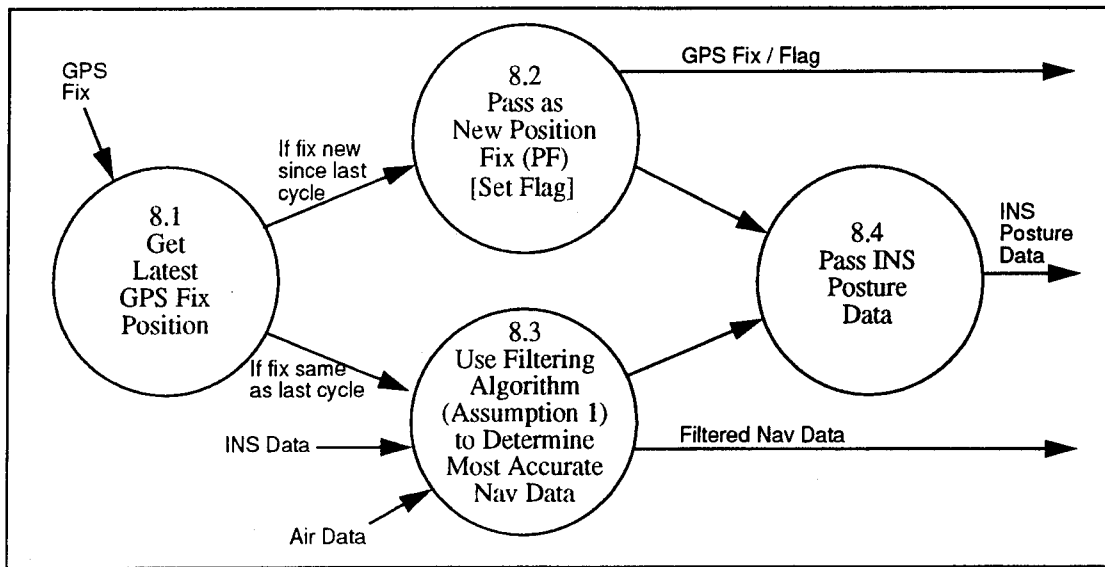 GPS
Fix
8.1
Get
Latest
GPS Fix
Position
If fix new
since last
cycle
If fix same
as last cycle
8.2
Pass as
New Position
Fix (PF)
[Set Flag]
GPS Fix / Flag
8.3
Use Filtering
Algorithm
(Assumption 1)
to Determine
Most Accurate
Nav Data
INS Data
Air Data
Filtered Nav Data
8.4
Pass INS
Posture
Data
INS
Posture
Data